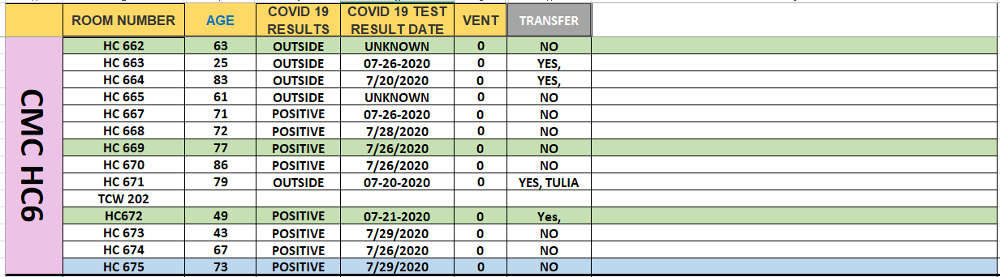 ROOM NUMBER AGE COVID 19 RESULTS COVID 19 TEST RESULT DATE VENT TRANSFER
CMC HC6
HC 662 63 OUTSIDE UNKNOWN 0 NO
HC 663 25 OUTSIDE 07-26-2020 0 YES,
HC 664 83 OUTSIDE 7/20/2020 0 YES,
HC 665 61 OUTSIDE UNKNOWN 0 NO
HC 667 71 POSITIVE 07-26-2020 0 NO
HC 668 72 POSITIVE 7/28/2020 0 NO
HC 669 77 POSITIVE 7/26/2020 0 NO
HC 670 86 POSITIVE 7/26/2020 0 NO
HC 671 79 OUTSIDE 07-20-2020 0 YES, TULIA
TCW 202
HC672 49 POSITIVE 07-21-2020 0 Yes,
HC 673 43 POSITIVE 7/29/2020 0 NO
HC 674 67 POSITIVE 7/26/2020 0 NO
HC 675 73 POSITIVE 7/29/2020 0 NO